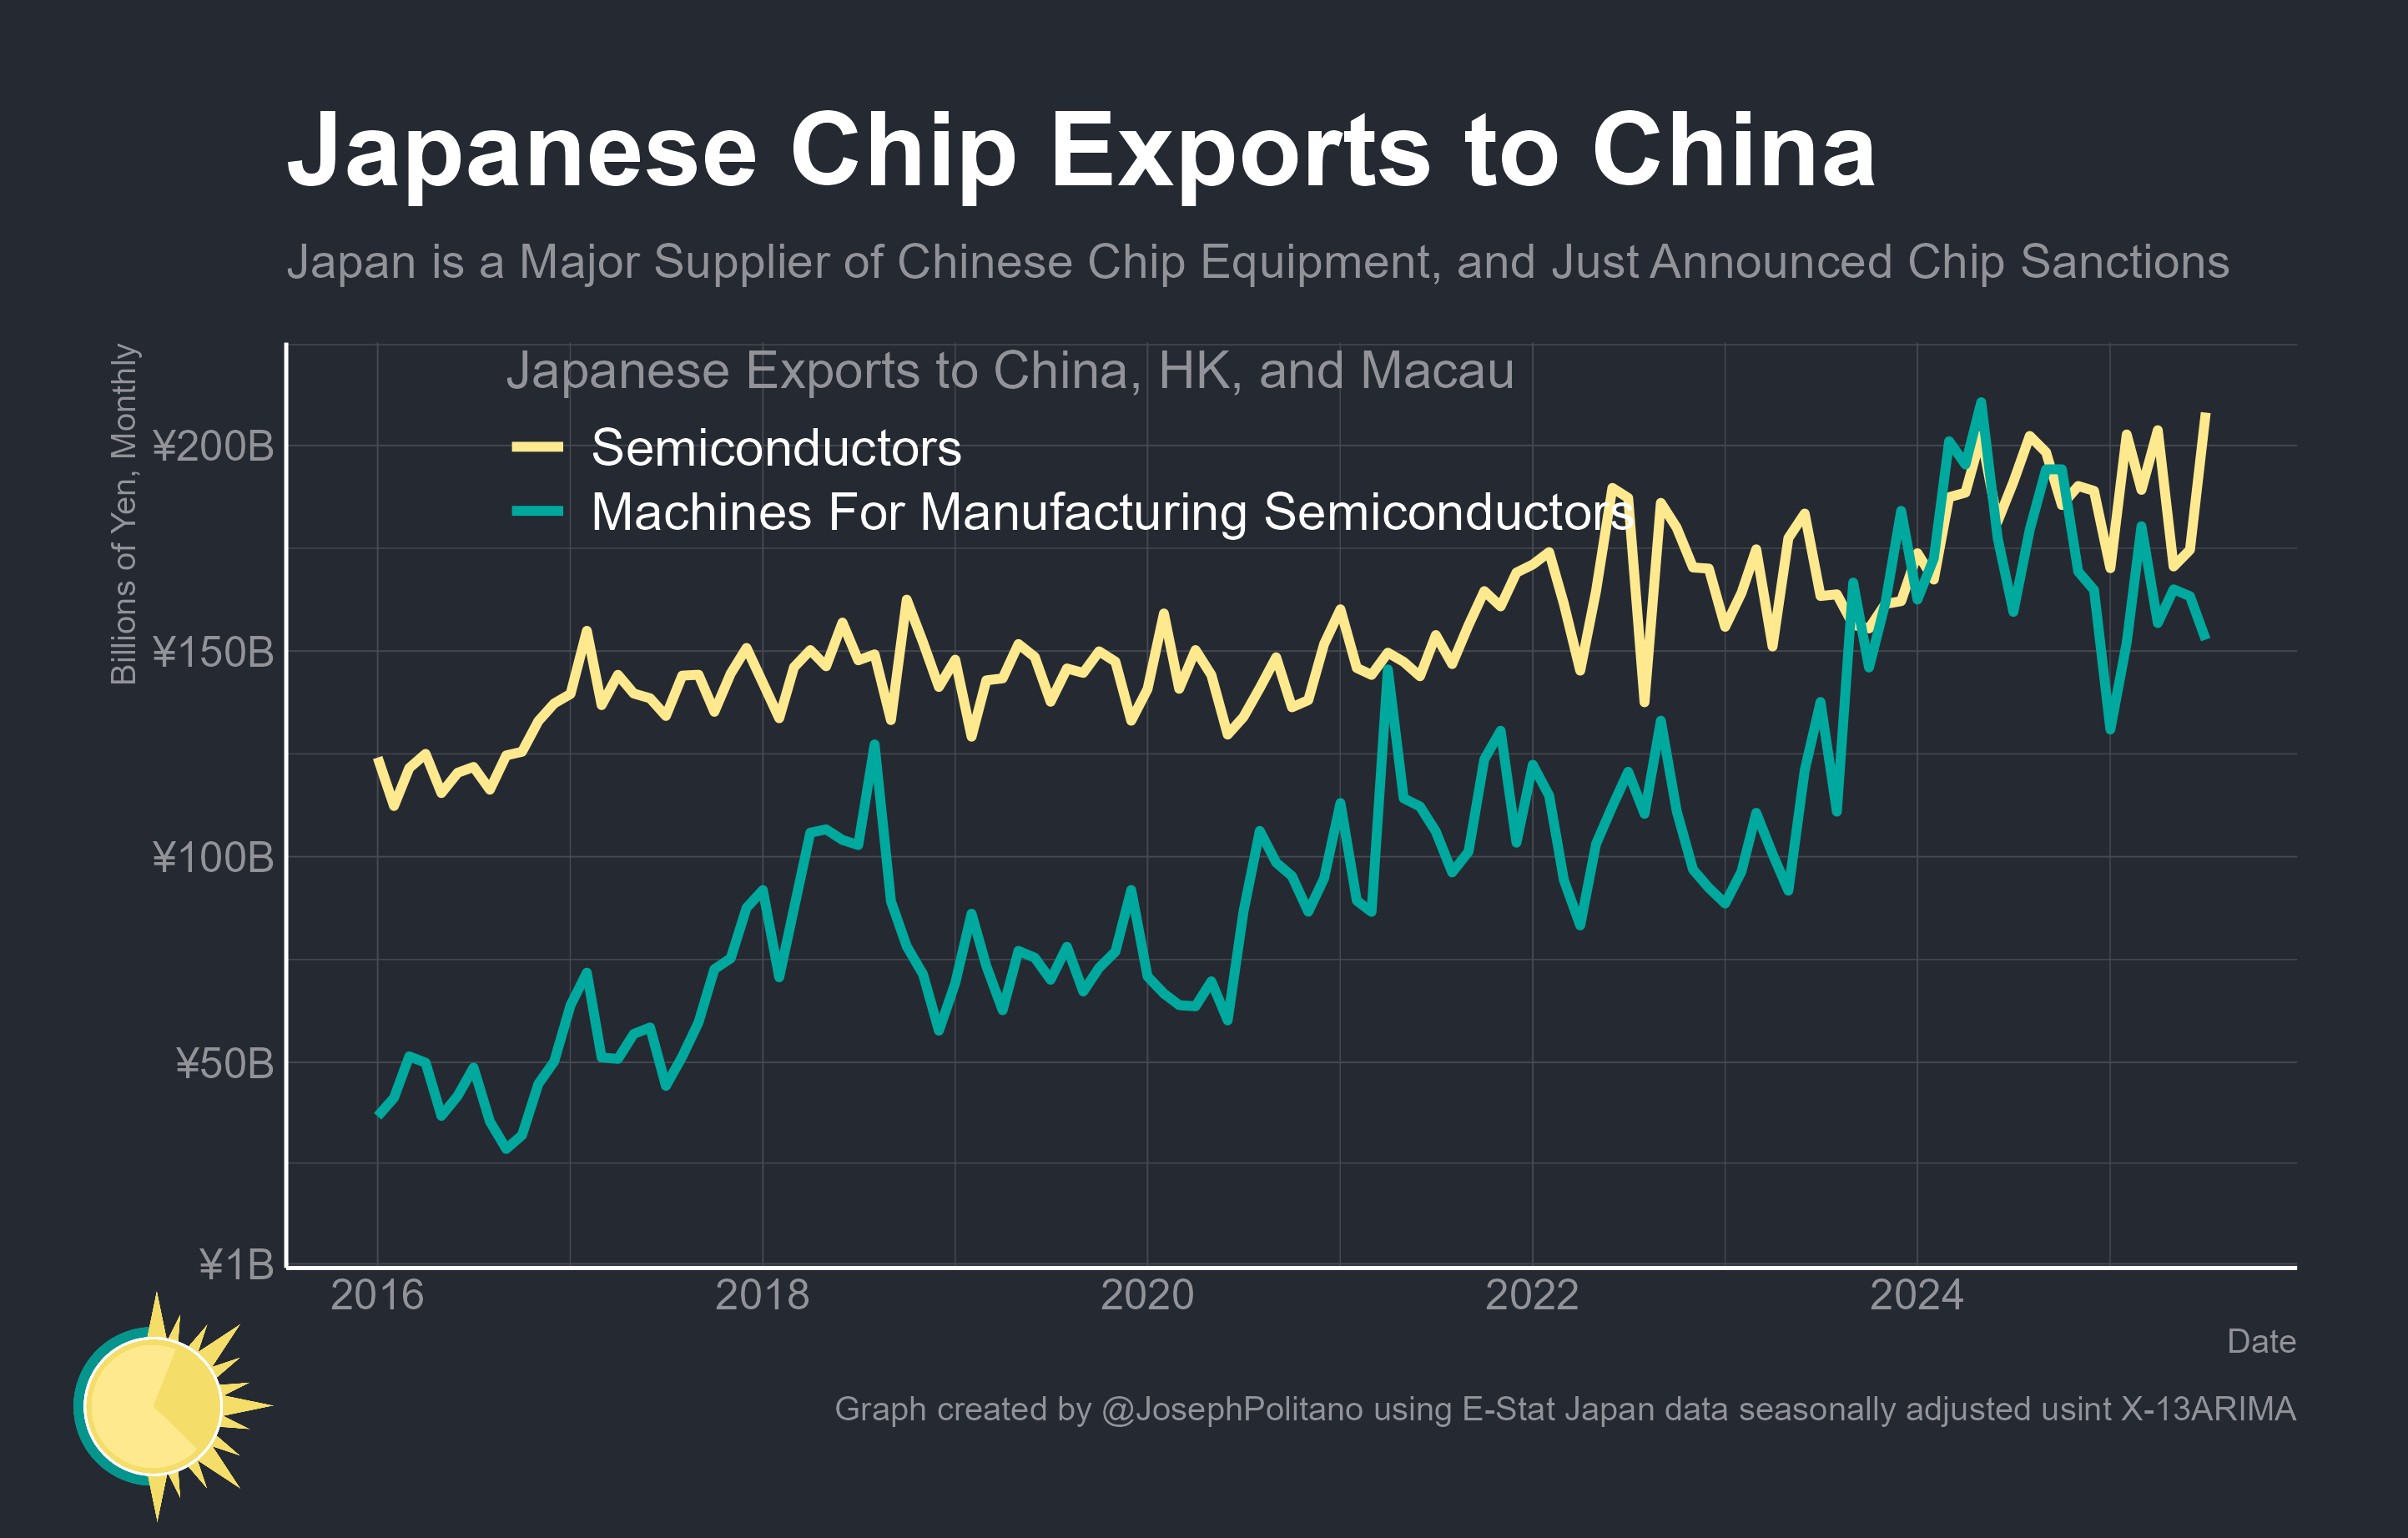 Japanese Chip Exports to China
Japan is a Major Supplier of Chinese Chip Equipment, and Just Announced Chip Sanctions
Billions of Yen, Monthly
Japanese Exports to China, HK, and Macau
Semiconductors
Machines For Manufacturing Semiconductors
¥200B
¥150B
¥100B
¥50B
¥1B
2016 2018 2020 2022 2024
Date
Graph created by @JosephPolitano using E-Stat Japan data seasonally adjusted usint X-13ARIMA